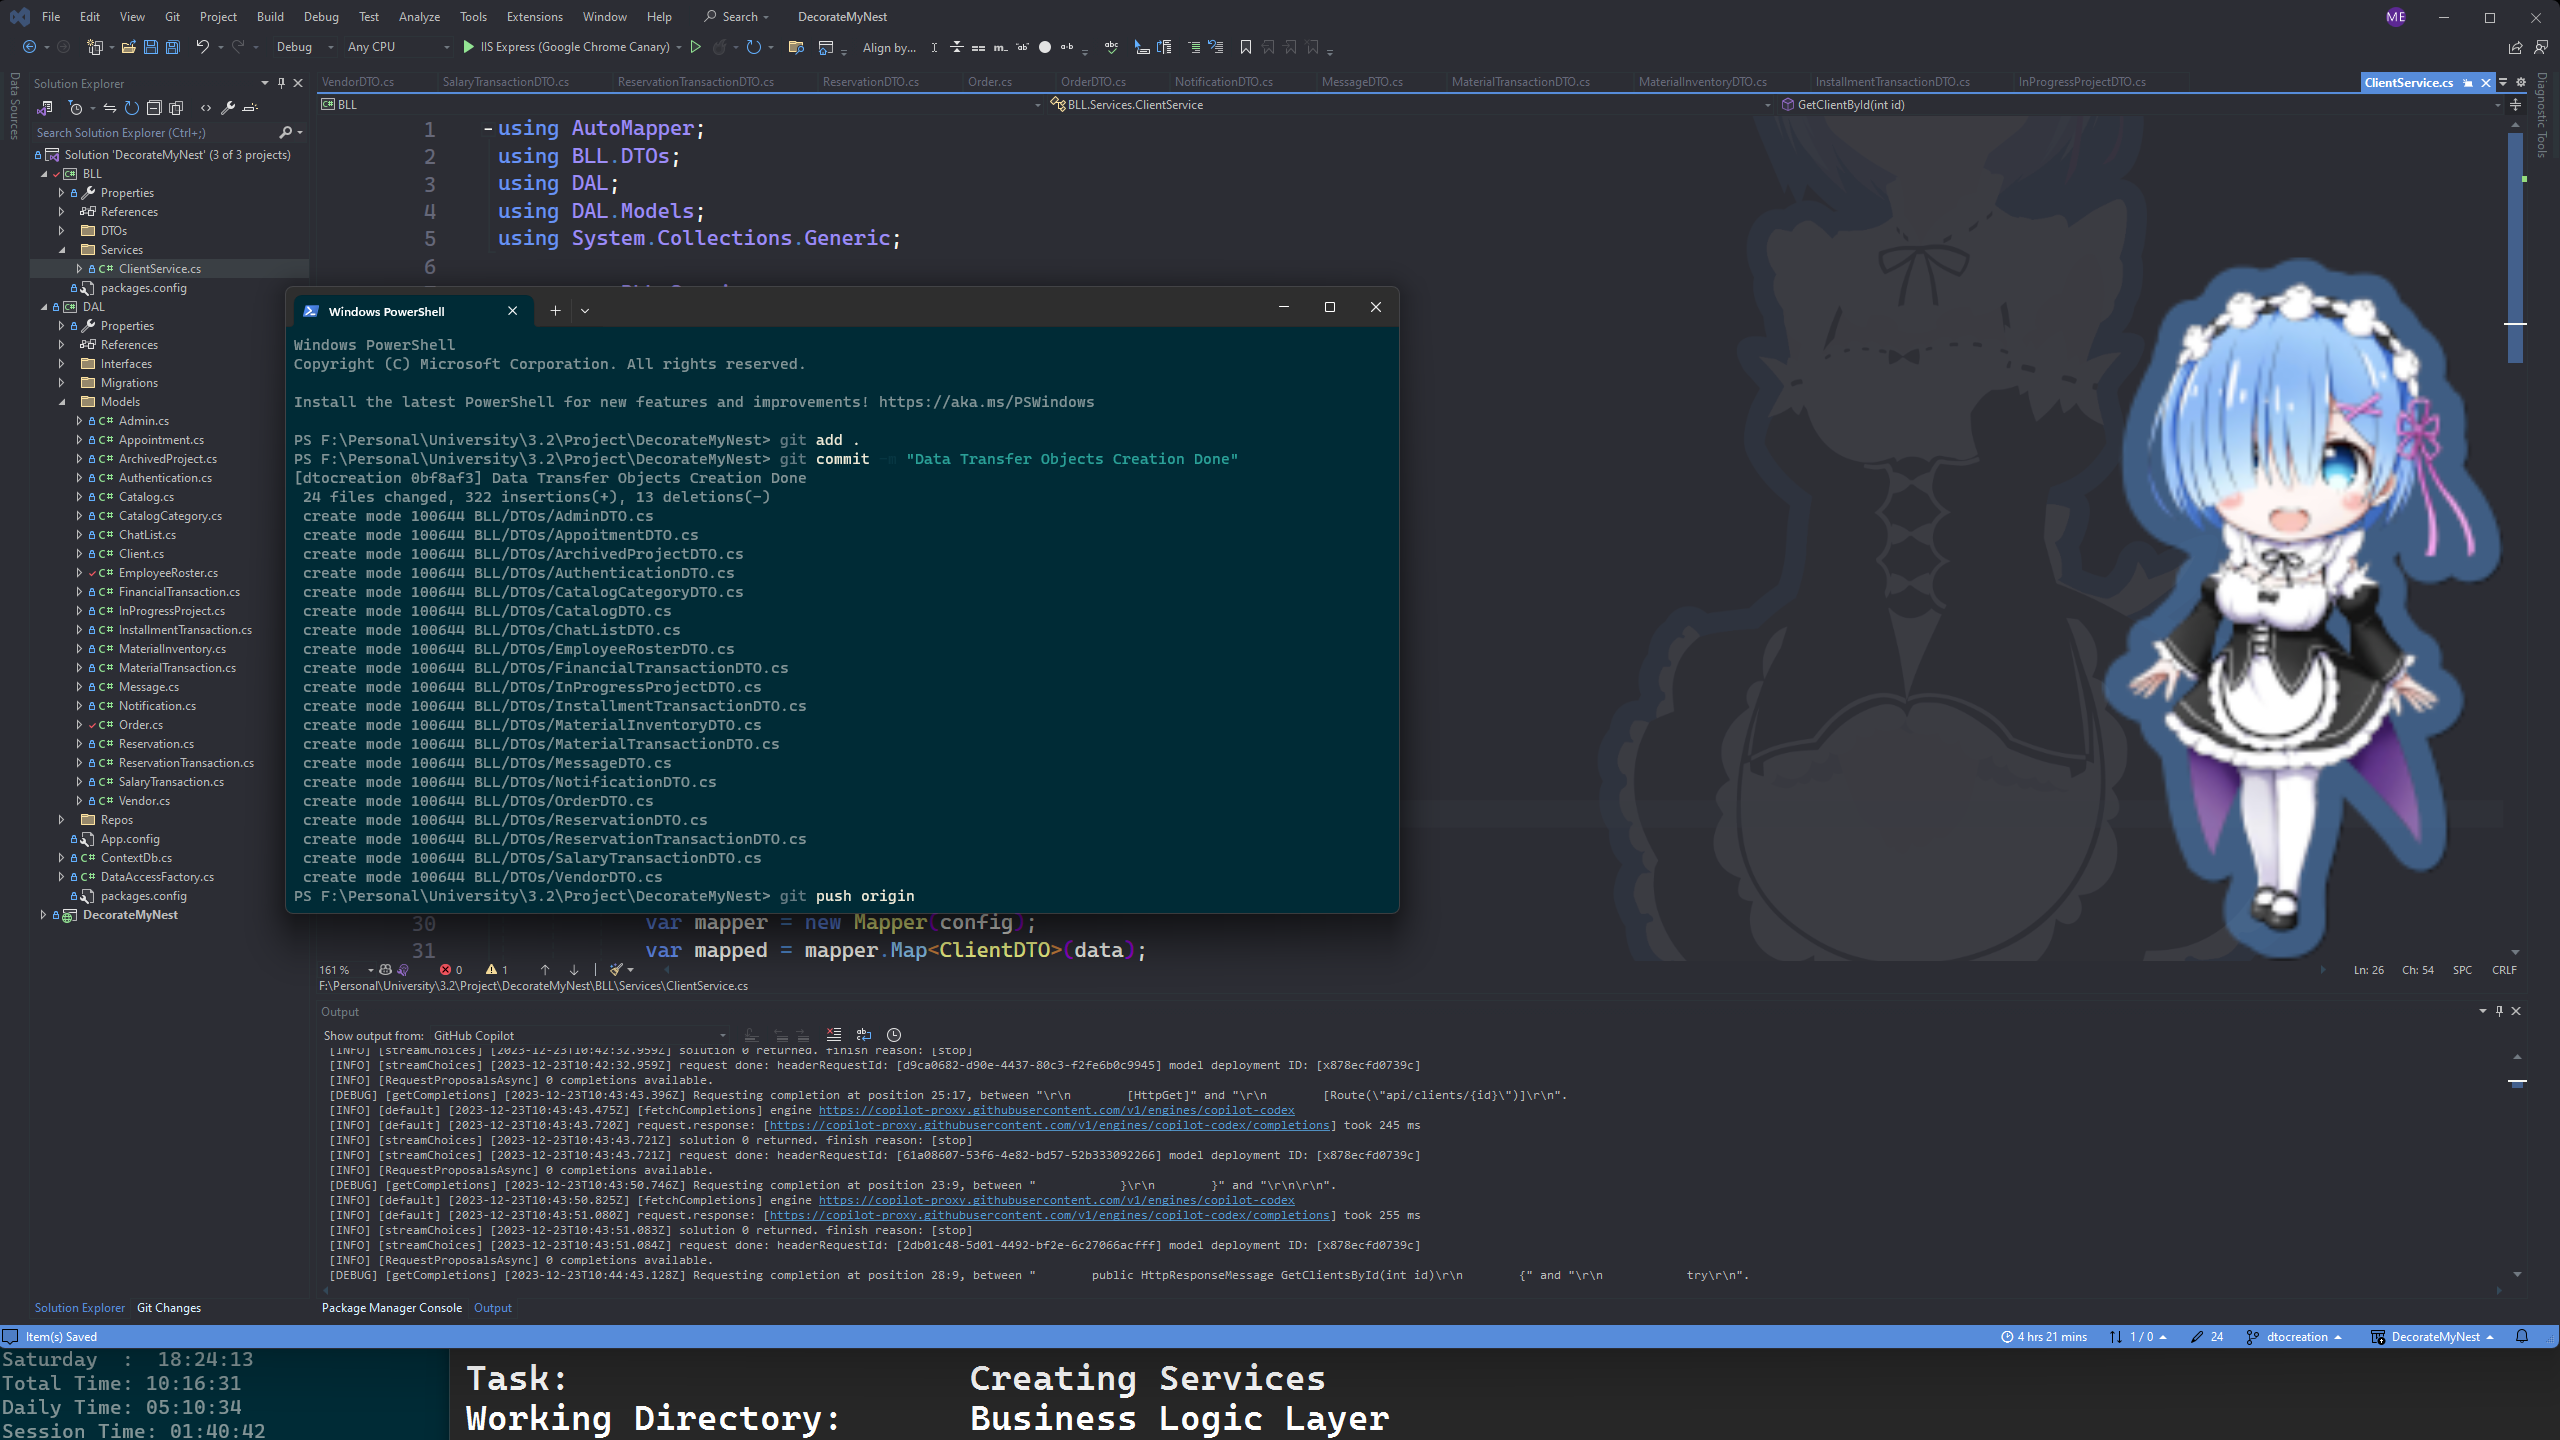 File Edit View Git Project Build Debug Test Analyze Tools Extensions Window Help Search DecorateMyNest ME
Debug Any CPU IIS Express (Google Chrome Canary) Align by...
Data Sources
Solution Explorer
Search Solution Explorer (Ctrl+;)
Solution 'DecorateMyNest' (3 of 3 projects)
BLL
Properties
References
DTOs
Services
C# ClientService.cs
packages.config
DAL
Properties
References
Interfaces
Migrations
Models
C# Admin.cs
C# Appointment.cs
C# ArchivedProject.cs
C# Authentication.cs
C# Catalog.cs
C# CatalogCategory.cs
C# ChatList.cs
C# Client.cs
C# EmployeeRoster.cs
C# FinancialTransaction.cs
C# InProgressProject.cs
C# InstallmentTransaction.cs
C# MaterialInventory.cs
C# MaterialTransaction.cs
C# Message.cs
C# Notification.cs
C# Order.cs
C# Reservation.cs
C# ReservationTransaction.cs
C# SalaryTransaction.cs
C# Vendor.cs
Repos
App.config
C# ContextDb.cs
C# DataAccessFactory.cs
packages.config
DecorateMyNest
Solution Explorer Git Changes
VendorDTO.cs SalaryTransactionDTO.cs ReservationTransactionDTO.cs ReservationDTO.cs Order.cs OrderDTO.cs NotificationDTO.cs MessageDTO.cs MaterialTransactionDTO.cs MaterialInventoryDTO.cs InstallmentTransactionDTO.cs InProgressProjectDTO.cs ClientService.cs
C# BLL BLL.Services.ClientService GetClientById(int id)
Diagnostic Tools
1 using AutoMapper;
2 using BLL.DTOs;
3 using DAL;
4 using DAL.Models;
5 using System.Collections.Generic;
6
Windows PowerShell
Windows PowerShell
Copyright (C) Microsoft Corporation. All rights reserved.
Install the latest PowerShell for new features and improvements! https://aka.ms/PSWindows
PS F:\Personal\University\3.2\Project\DecorateMyNest> git add .
PS F:\Personal\University\3.2\Project\DecorateMyNest> git commit -m "Data Transfer Objects Creation Done"
[dtocreation 0bf8af3] Data Transfer Objects Creation Done
24 files changed, 322 insertions(+), 13 deletions(-)
create mode 100644 BLL/DTOs/AdminDTO.cs
create mode 100644 BLL/DTOs/AppoitmentDTO.cs
create mode 100644 BLL/DTOs/ArchivedProjectDTO.cs
create mode 100644 BLL/DTOs/AuthenticationDTO.cs
create mode 100644 BLL/DTOs/CatalogCategoryDTO.cs
create mode 100644 BLL/DTOs/CatalogDTO.cs
create mode 100644 BLL/DTOs/ChatListDTO.cs
create mode 100644 BLL/DTOs/EmployeeRosterDTO.cs
create mode 100644 BLL/DTOs/FinancialTransactionDTO.cs
create mode 100644 BLL/DTOs/InProgressProjectDTO.cs
create mode 100644 BLL/DTOs/InstallmentTransactionDTO.cs
create mode 100644 BLL/DTOs/MaterialInventoryDTO.cs
create mode 100644 BLL/DTOs/MaterialTransactionDTO.cs
create mode 100644 BLL/DTOs/MessageDTO.cs
create mode 100644 BLL/DTOs/NotificationDTO.cs
create mode 100644 BLL/DTOs/OrderDTO.cs
create mode 100644 BLL/DTOs/ReservationDTO.cs
create mode 100644 BLL/DTOs/ReservationTransactionDTO.cs
create mode 100644 BLL/DTOs/SalaryTransactionDTO.cs
create mode 100644 BLL/DTOs/VendorDTO.cs
PS F:\Personal\University\3.2\Project\DecorateMyNest> git push origin
30 var mapper = new Mapper(config);
31 var mapped = mapper.Map<ClientDTO>(data);
161 % 0 1 Ln: 26 Ch: 54 SPC CRLF
F:\Personal\University\3.2\Project\DecorateMyNest\BLL\Services\ClientService.cs
Output
Show output from: GitHub Copilot
[INFO] [streamChoices] [2023-12-23T10:42:32.959Z] solution 0 returned. finish reason: [stop]
[INFO] [streamChoices] [2023-12-23T10:42:32.959Z] request done: headerRequestId: [d9ca0682-d90e-4437-80c3-f2fe6b0c9945] model deployment ID: [x878ecfd0739c]
[INFO] [RequestProposalsAsync] 0 completions available.
[DEBUG] [getCompletions] [2023-12-23T10:43:43.396Z] Requesting completion at position 25:17, between "\r\n [HttpGet]" and "\r\n [Route(\"api/clients/{id}\")]\r\n".
[INFO] [default] [2023-12-23T10:43:43.475Z] [fetchCompletions] engine https://copilot-proxy.githubusercontent.com/v1/engines/copilot-codex
[INFO] [default] [2023-12-23T10:43:43.720Z] request.response: [https://copilot-proxy.githubusercontent.com/v1/engines/copilot-codex/completions] took 245 ms
[INFO] [streamChoices] [2023-12-23T10:43:43.721Z] solution 0 returned. finish reason: [stop]
[INFO] [streamChoices] [2023-12-23T10:43:43.721Z] request done: headerRequestId: [61a08607-53f6-4e82-bd57-52b333092266] model deployment ID: [x878ecfd0739c]
[INFO] [RequestProposalsAsync] 0 completions available.
[DEBUG] [getCompletions] [2023-12-23T10:43:50.746Z] Requesting completion at position 23:9, between " }\r\n }" and "\r\n\r\n".
[INFO] [default] [2023-12-23T10:43:50.825Z] [fetchCompletions] engine https://copilot-proxy.githubusercontent.com/v1/engines/copilot-codex
[INFO] [default] [2023-12-23T10:43:51.080Z] request.response: [https://copilot-proxy.githubusercontent.com/v1/engines/copilot-codex/completions] took 255 ms
[INFO] [streamChoices] [2023-12-23T10:43:51.083Z] solution 0 returned. finish reason: [stop]
[INFO] [streamChoices] [2023-12-23T10:43:51.084Z] request done: headerRequestId: [2db01c48-5d01-4492-bf2e-6c27066acfff] model deployment ID: [x878ecfd0739c]
[INFO] [RequestProposalsAsync] 0 completions available.
[DEBUG] [getCompletions] [2023-12-23T10:44:43.128Z] Requesting completion at position 28:9, between " public HttpResponseMessage GetClientsById(int id)\r\n {" and "\r\n try\r\n".
Package Manager Console Output
Item(s) Saved 4 hrs 21 mins 1 / 0 24 dtocreation DecorateMyNest
Saturday : 18:24:13
Total Time: 10:16:31
Daily Time: 05:10:34
Session Time: 01:40:42
Task: Creating Services
Working Directory: Business Logic Layer